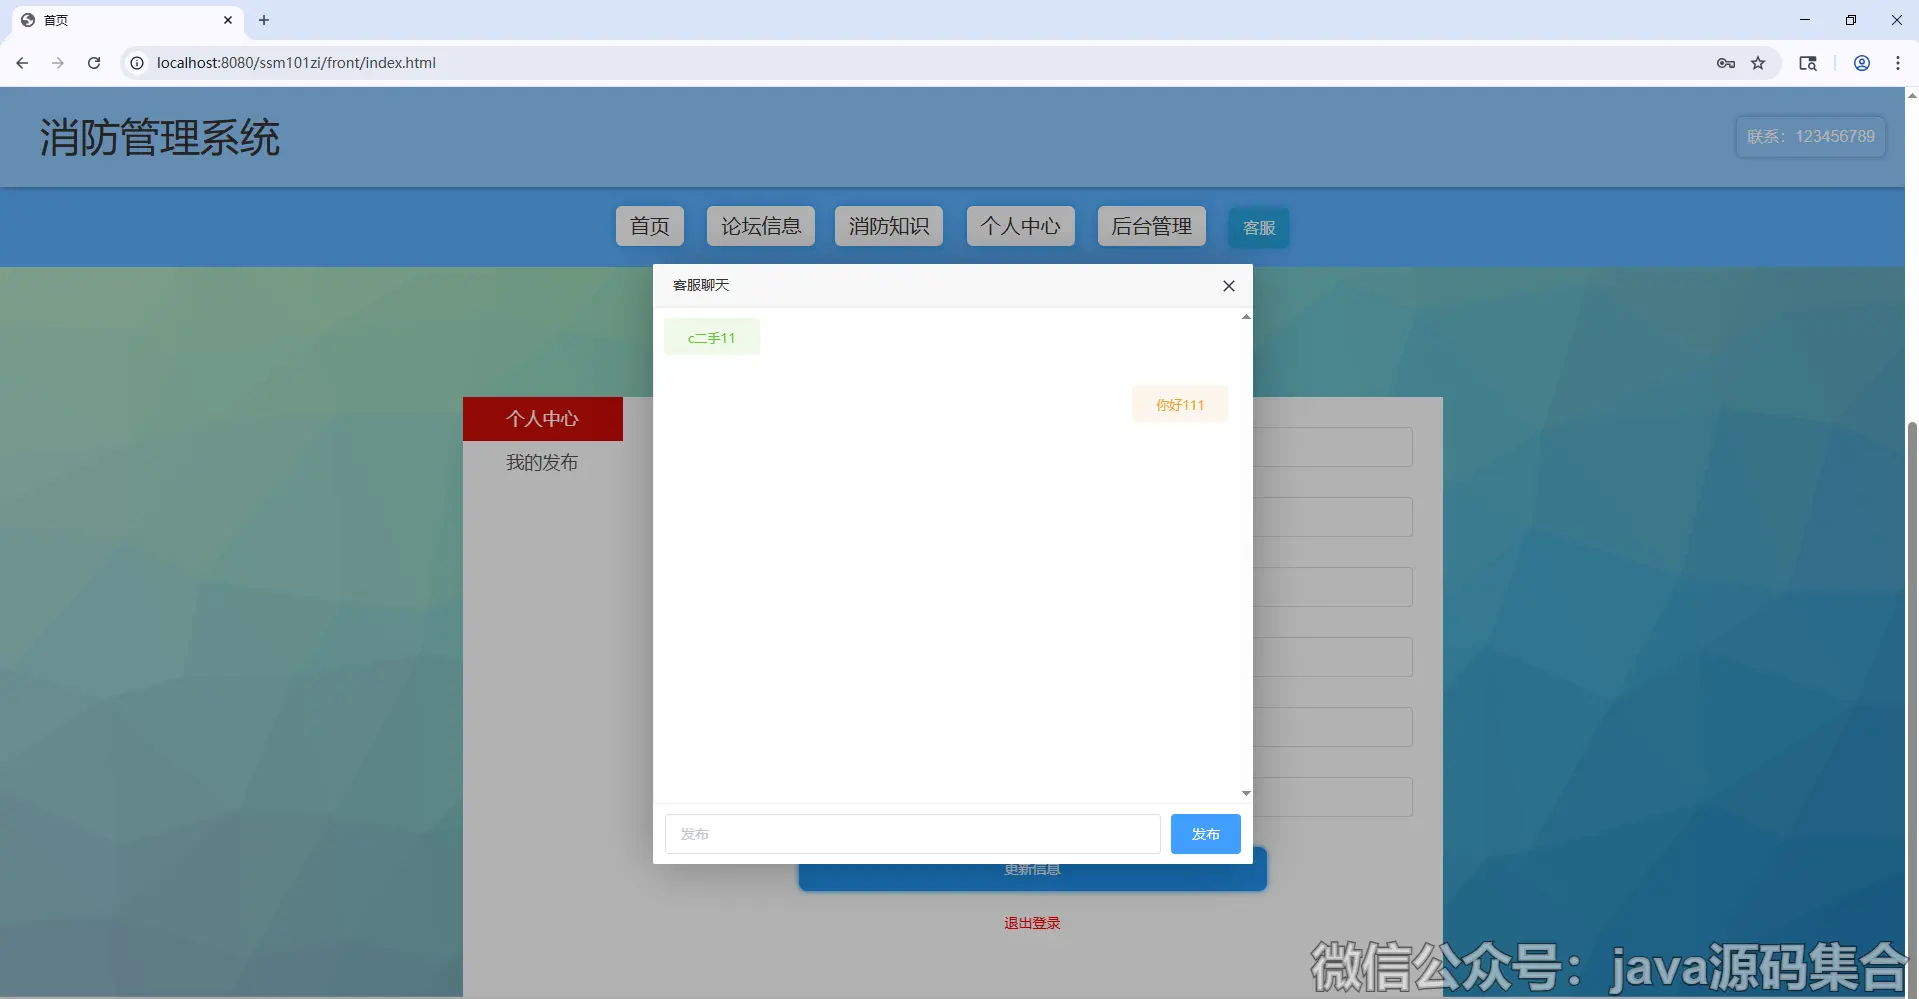 首页
localhost:8080/ssm101zi/front/index.html
消防管理系统
联系：123456789
首页
论坛信息
消防知识
个人中心
后台管理
客服
客服聊天
c二手11
你好111
个人中心
我的发布
发布
发布
更新信息
退出登录
微信公众号：java源码集合